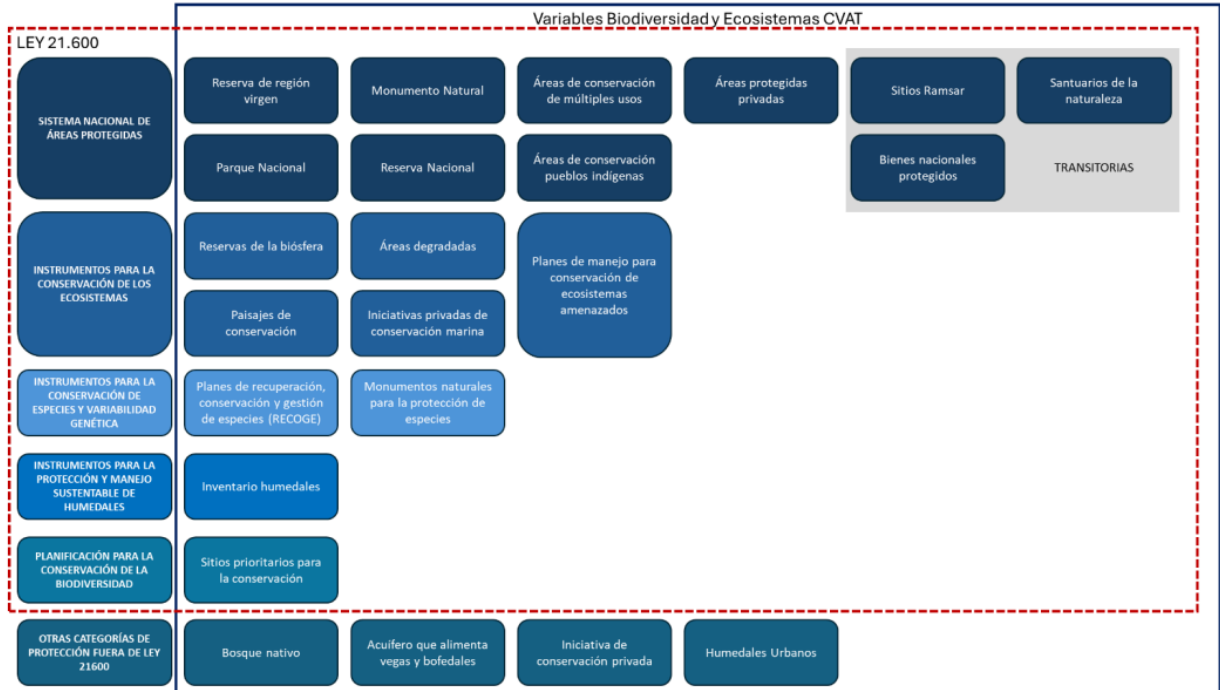 Variables Biodiversidad y Ecosistemas CVAT
LEY 21.600
SISTEMA NACIONAL DE
ÁREAS PROTEGIDAS
Reserva de región
virgen
Monumento Natural
Áreas de conservación
de múltiples usos
Áreas protegidas
privadas
Sitios Ramsar
Santuarios de la
naturaleza
Parque Nacional
Reserva Nacional
Áreas de conservación
pueblos indígenas
Bienes nacionales
protegidos
TRANSITORIAS
INSTRUMENTOS PARA LA
CONSERVACIÓN DE LOS
ECOSISTEMAS
Reservas de la biósfera
Áreas degradadas
Planes de manejo para
conservación de
ecosistemas
amenazados
Paisajes de
conservación
Iniciativas privadas de
conservación marina
INSTRUMENTOS PARA LA
CONSERVACIÓN DE
ESPECIES Y VARIABILIDAD
GENÉTICA
Planes de recuperación,
conservación y gestión
de especies (RECOGE)
Monumentos naturales
para la protección de
especies
INSTRUMENTOS PARA LA
PROTECCIÓN Y MANEJO
SUSTENTABLE DE
HUMEDALES
Inventario humedales
PLANIFICACIÓN PARA LA
CONSERVACIÓN DE LA
BIODIVERSIDAD
Sitios prioritarios para
la conservación
OTRAS CATEGORÍAS DE
PROTECCIÓN FUERA DE LEY
21600
Bosque nativo
Acuífero que alimenta
vegas y bofedales
Iniciativa de
conservación privada
Humedales Urbanos